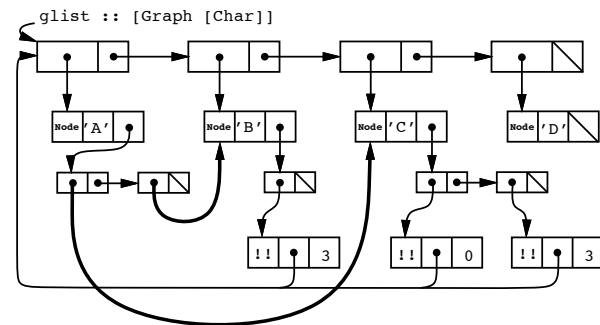 glist :: [Graph [Char]]
Node 'A' Node 'B' Node 'C' Node 'D'
!! 3 !! 0 !! 3